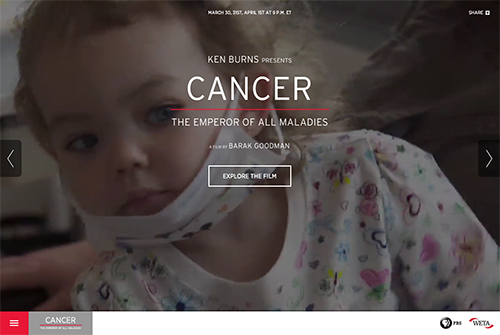 MARCH 30, 31ST, APRIL 1ST AT 9 P.M. ET
SHARE
KEN BURNS PRESENTS
CANCER
THE EMPEROR OF ALL MALADIES
A FILM BY BARAK GOODMAN
EXPLORE THE FILM
CANCER
THE EMPEROR OF ALL MALADIES
PBS
WETA